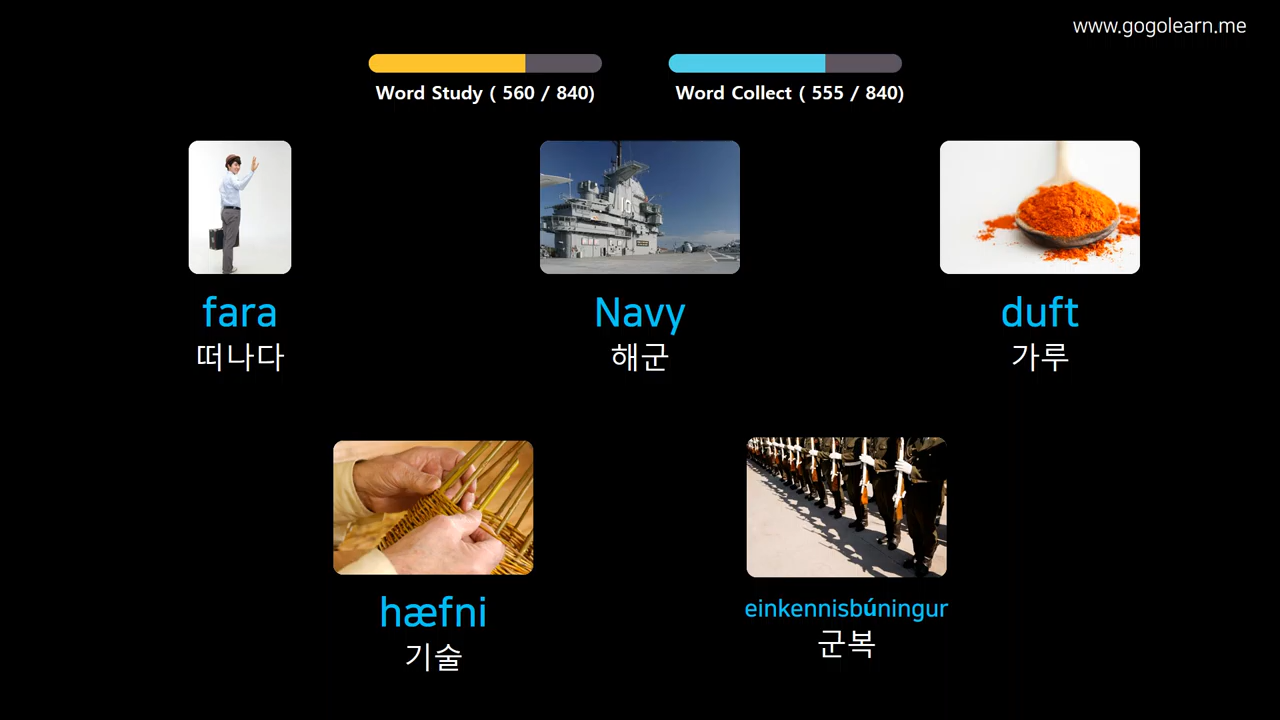 www.gogolearn.me
Word Study ( 560 / 840)
Word Collect ( 555 / 840)
fara
떠나다
Navy
해군
duft
가루
hæfni
기술
einkennisbúningur
군복